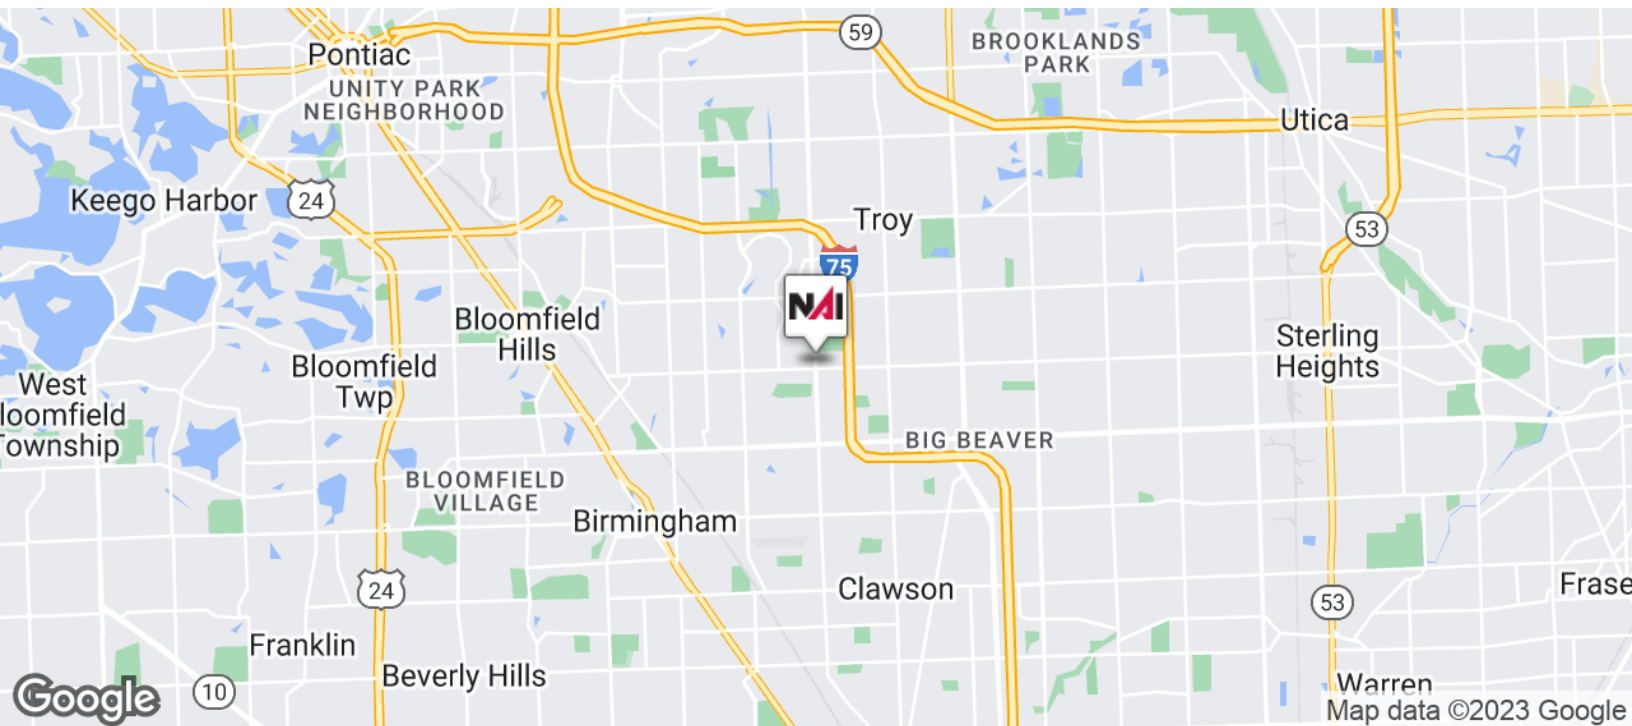 59
BROOKLANDS
PARK
Pontiac
UNITY PARK
NEIGHBORHOOD
Utica
Keego Harbor
24
Troy
53
75
NAI
Bloomfield
Hills
Sterling
Heights
Bloomfield
Twp
West
loomfield
Township
BIG BEAVER
BLOOMFIELD
VILLAGE
Birmingham
24
Clawson
53
Frase
Franklin
Beverly Hills
10
Google
Warren
Map data ©2023 Google